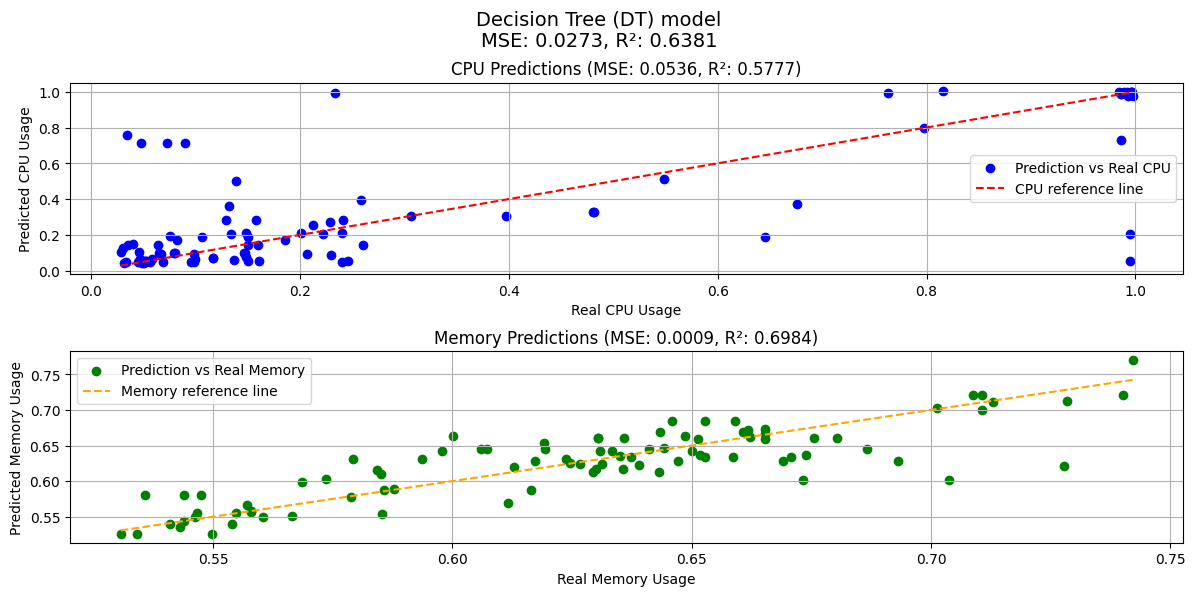 Decision Tree (DT) model
MSE: 0.0273, R²: 0.6381
CPU Predictions (MSE: 0.0536, R²: 0.5777)
Predicted CPU Usage
1.0
0.8
0.6
0.4
0.2
0.0
Prediction vs Real CPU
CPU reference line
0.0 0.2 0.4 0.6 0.8 1.0
Real CPU Usage
Memory Predictions (MSE: 0.0009, R²: 0.6984)
Predicted Memory Usage
0.75
0.70
0.65
0.60
0.55
Prediction vs Real Memory
Memory reference line
0.55 0.60 0.65 0.70 0.75
Real Memory Usage